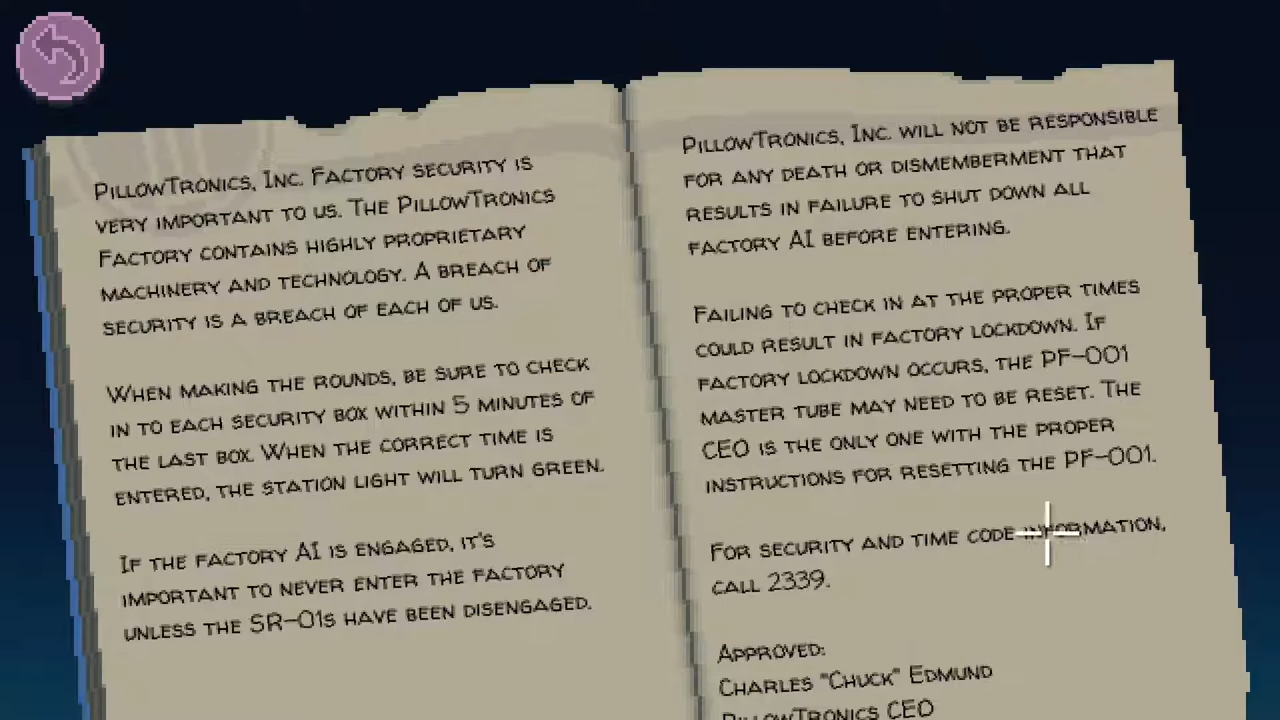 PillowTronics, Inc. Factory security is
very important to us. The PillowTronics
Factory contains highly proprietary
machinery and technology. A breach of
security is a breach of each of us.
When making the rounds, be sure to check
in to each security box within 5 minutes of
the last box. When the correct time is
entered, the station light will turn green.
If the factory AI is engaged, it's
important to never enter the factory
unless the SR-01s have been disengaged.
PillowTronics, Inc. will not be responsible
for any death or dismemberment that
results in failure to shut down all
factory AI before entering.
Failing to check in at the proper times
could result in factory lockdown. If
factory lockdown occurs, the PF-001
master tube may need to be reset. The
CEO is the only one with the proper
instructions for resetting the PF-001.
For security and time code information,
call 2339.
Approved:
Charles "Chuck" Edmund
PillowTronics CEO